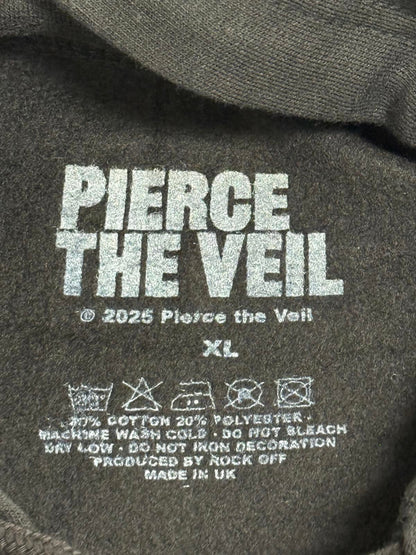 PIERCE
THE VEIL
© 2025 Pierce the Veil
XL
80% COTTON 20% POLYESTER -
MACHINE WASH COLD - DO NOT BLEACH
DRY LOW - DO NOT IRON DECORATION
PRODUCED BY ROCK OFF
MADE IN UK